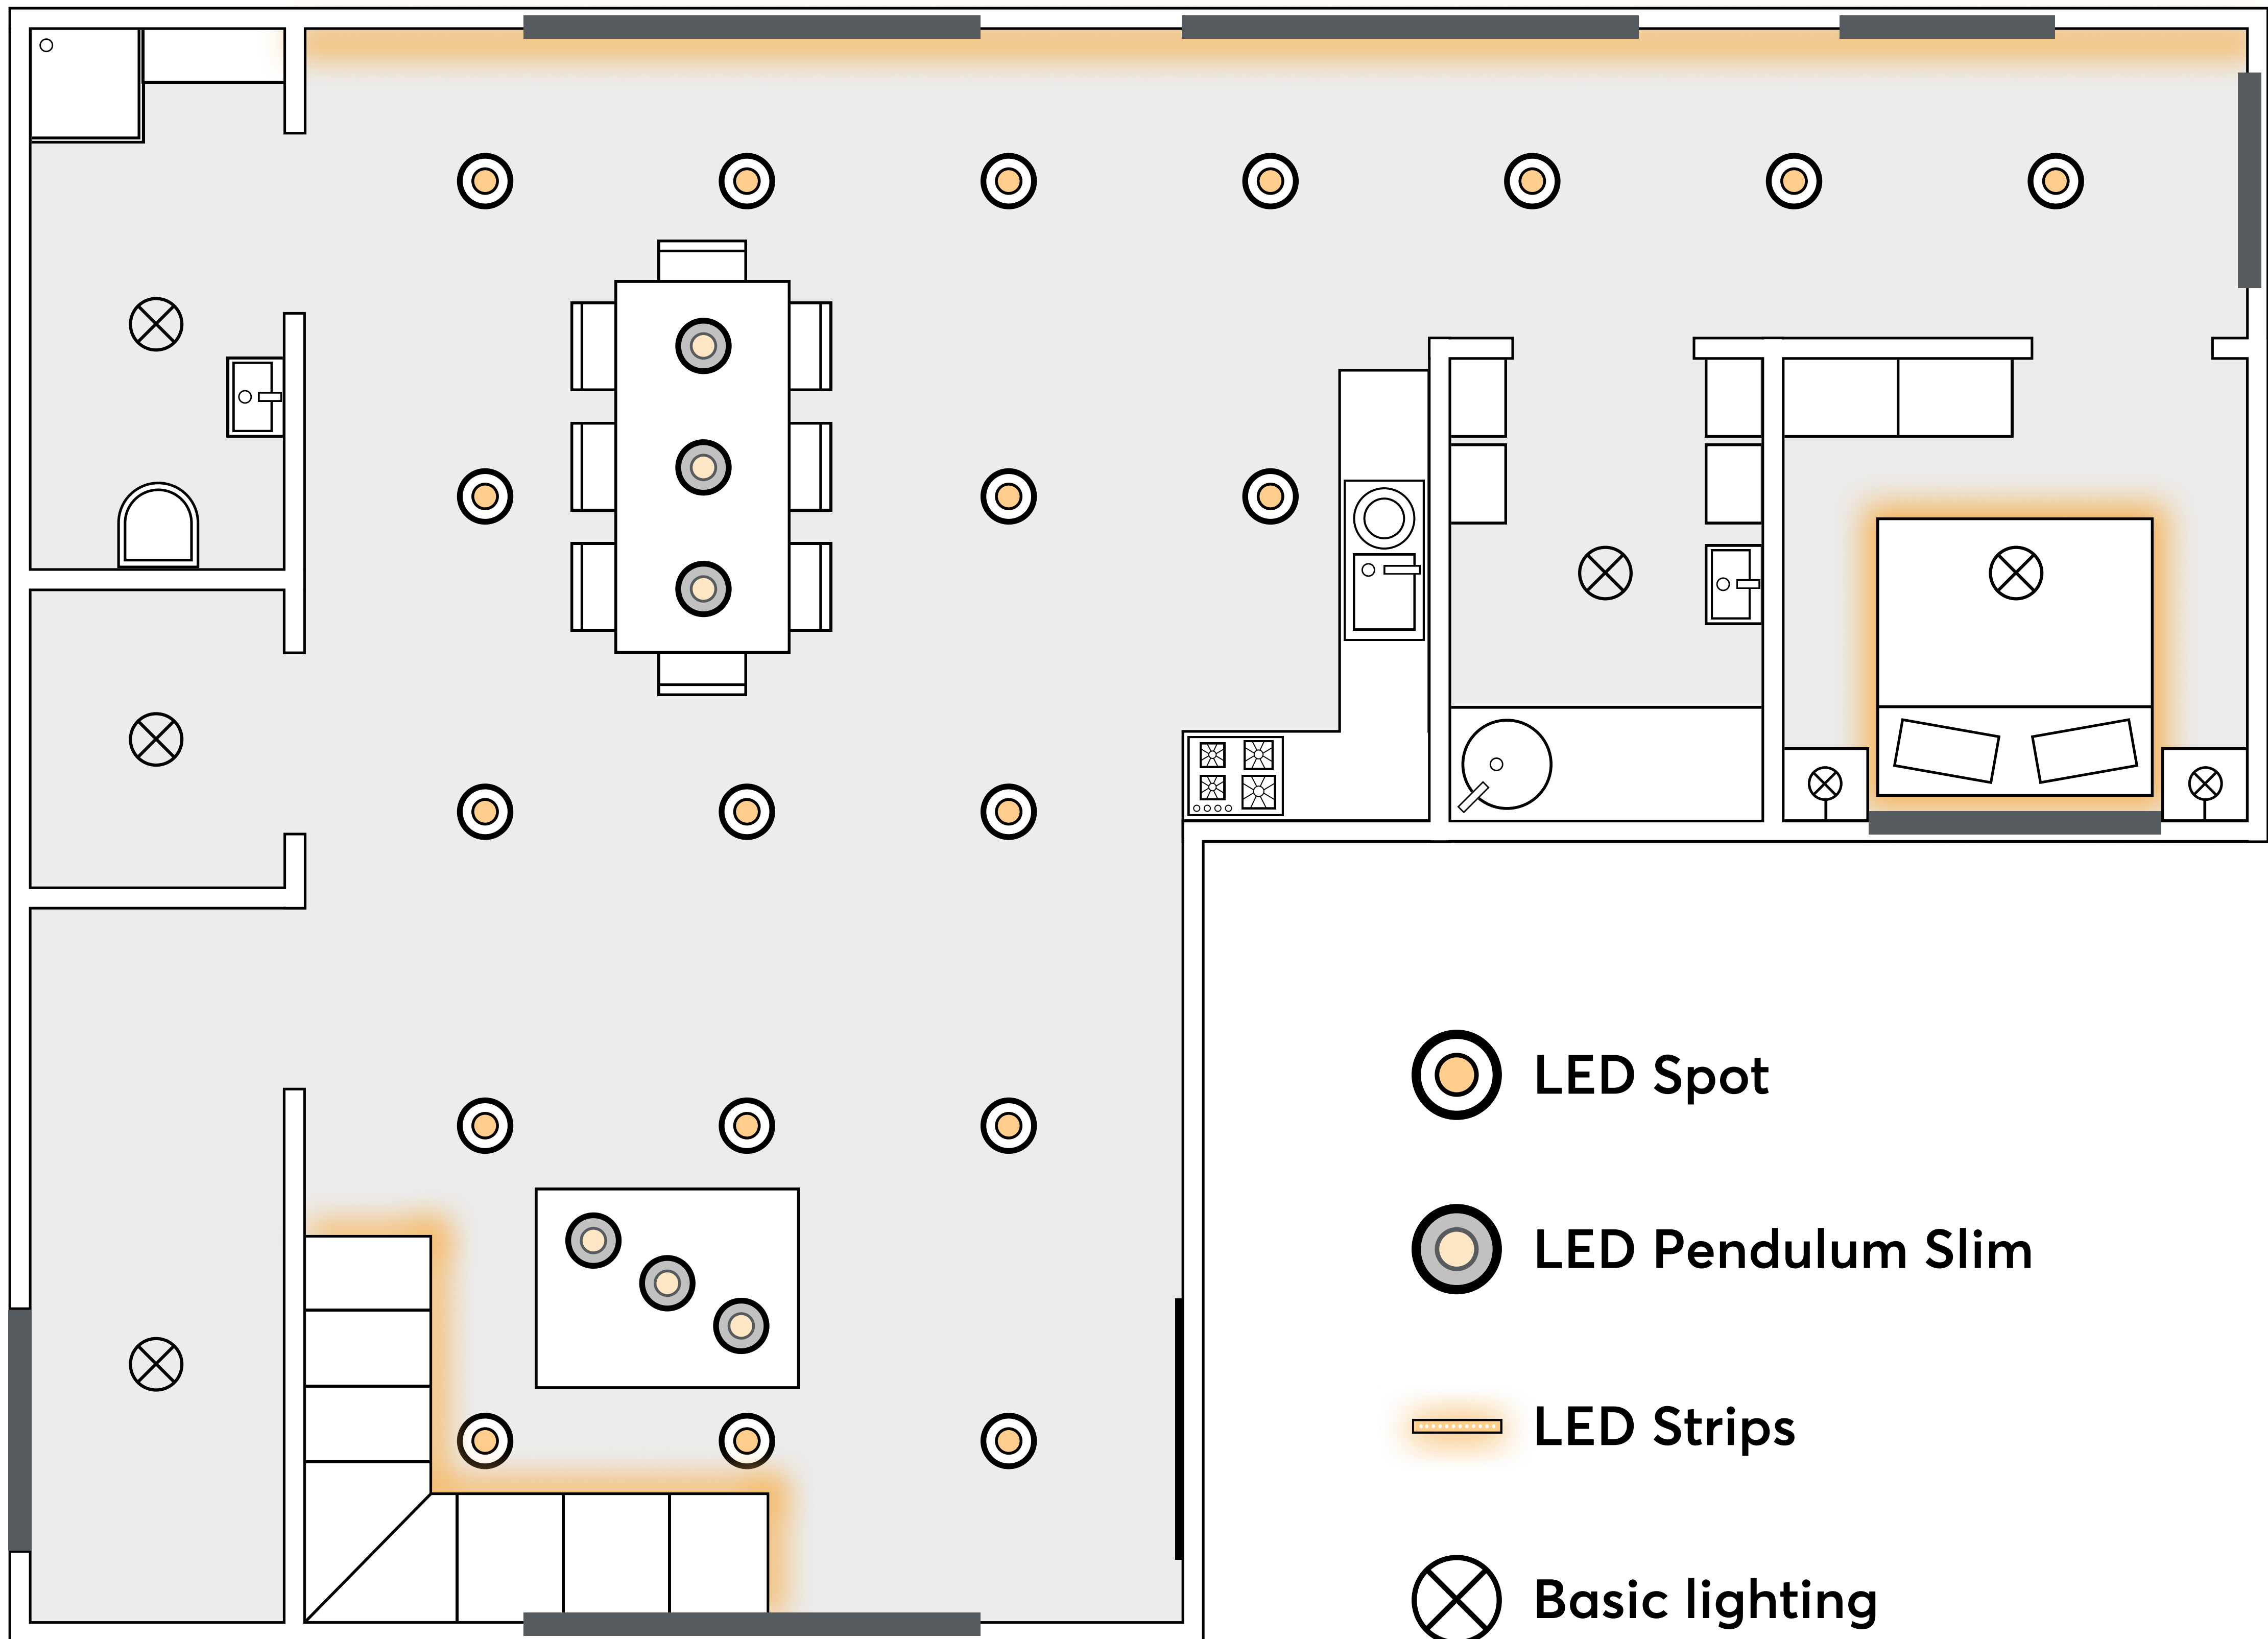 LED Spot
LED Pendulum Slim
LED Strips
Basic lighting